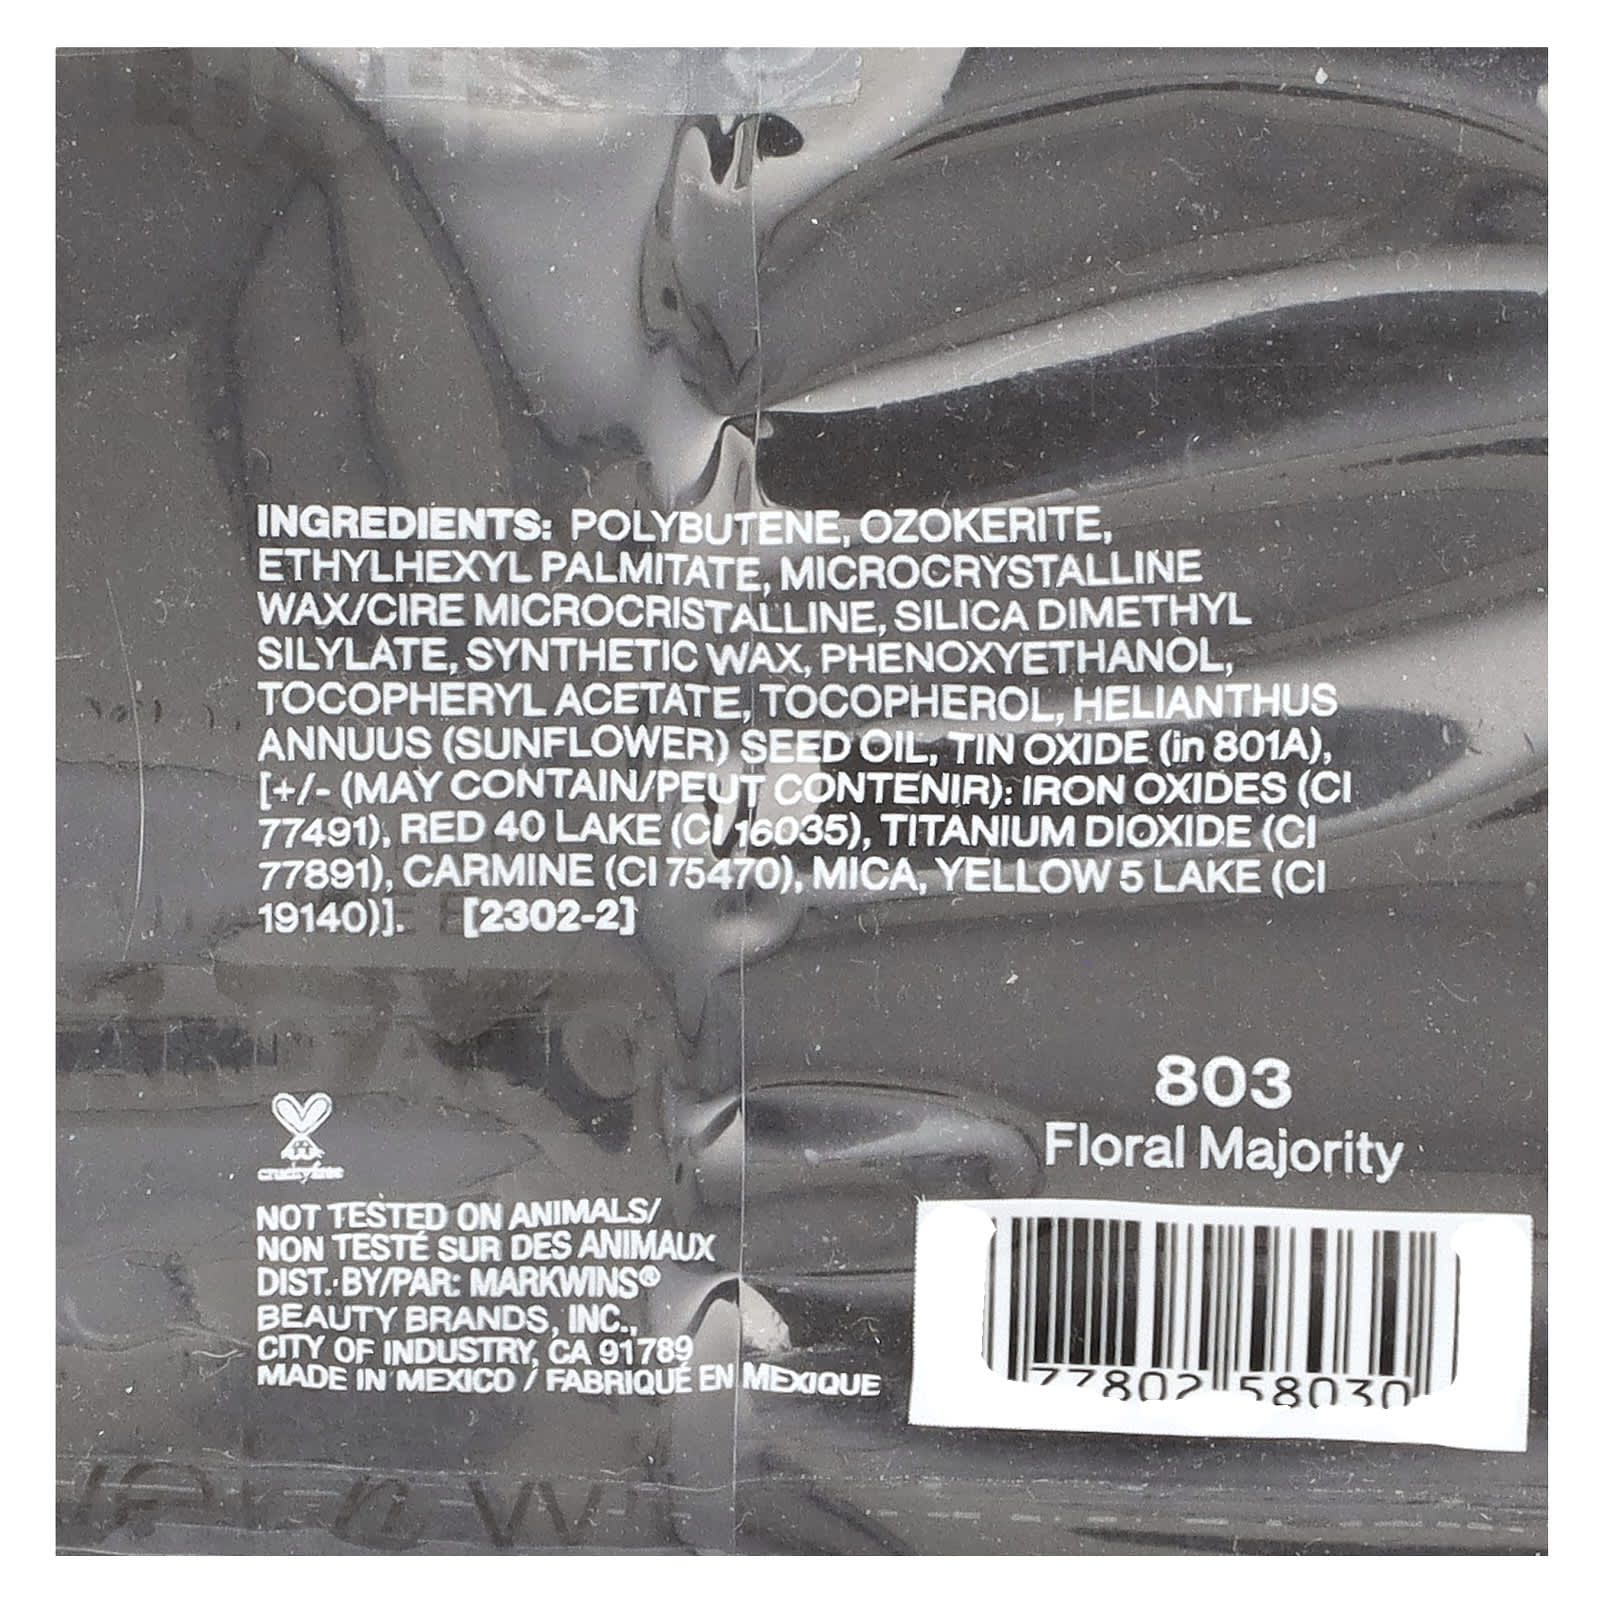 INGREDIENTS: POLYBUTENE, OZOKERITE,
ETHYLHEXYL PALMITATE, MICROCRYSTALLINE
WAX/CIRE MICROCRISTALLINE, SILICA DIMETHYL
SILYLATE, SYNTHETIC WAX, PHENOXYETHANOL,
TOCOPHERYL ACETATE, TOCOPHEROL, HELIANTHUS
ANNUUS (SUNFLOWER) SEED OIL, TIN OXIDE (in 801A),
[+/- (MAY CONTAIN/PEUT CONTENIR): IRON OXIDES (CI
77491), RED 40 LAKE (CI 16035), TITANIUM DIOXIDE (CI
77891), CARMINE (CI 75470), MICA, YELLOW 5 LAKE (CI
19140)]. [2302-2]
803
Floral Majority
crueltyfree
NOT TESTED ON ANIMALS/
NON TESTÉ SUR DES ANIMAUX
DIST. BY/PAR: MARKWINS®
BEAUTY BRANDS, INC.,
CITY OF INDUSTRY, CA 91789
MADE IN MEXICO / FABRIQUÉ EN MEXIQUE
77802 58030